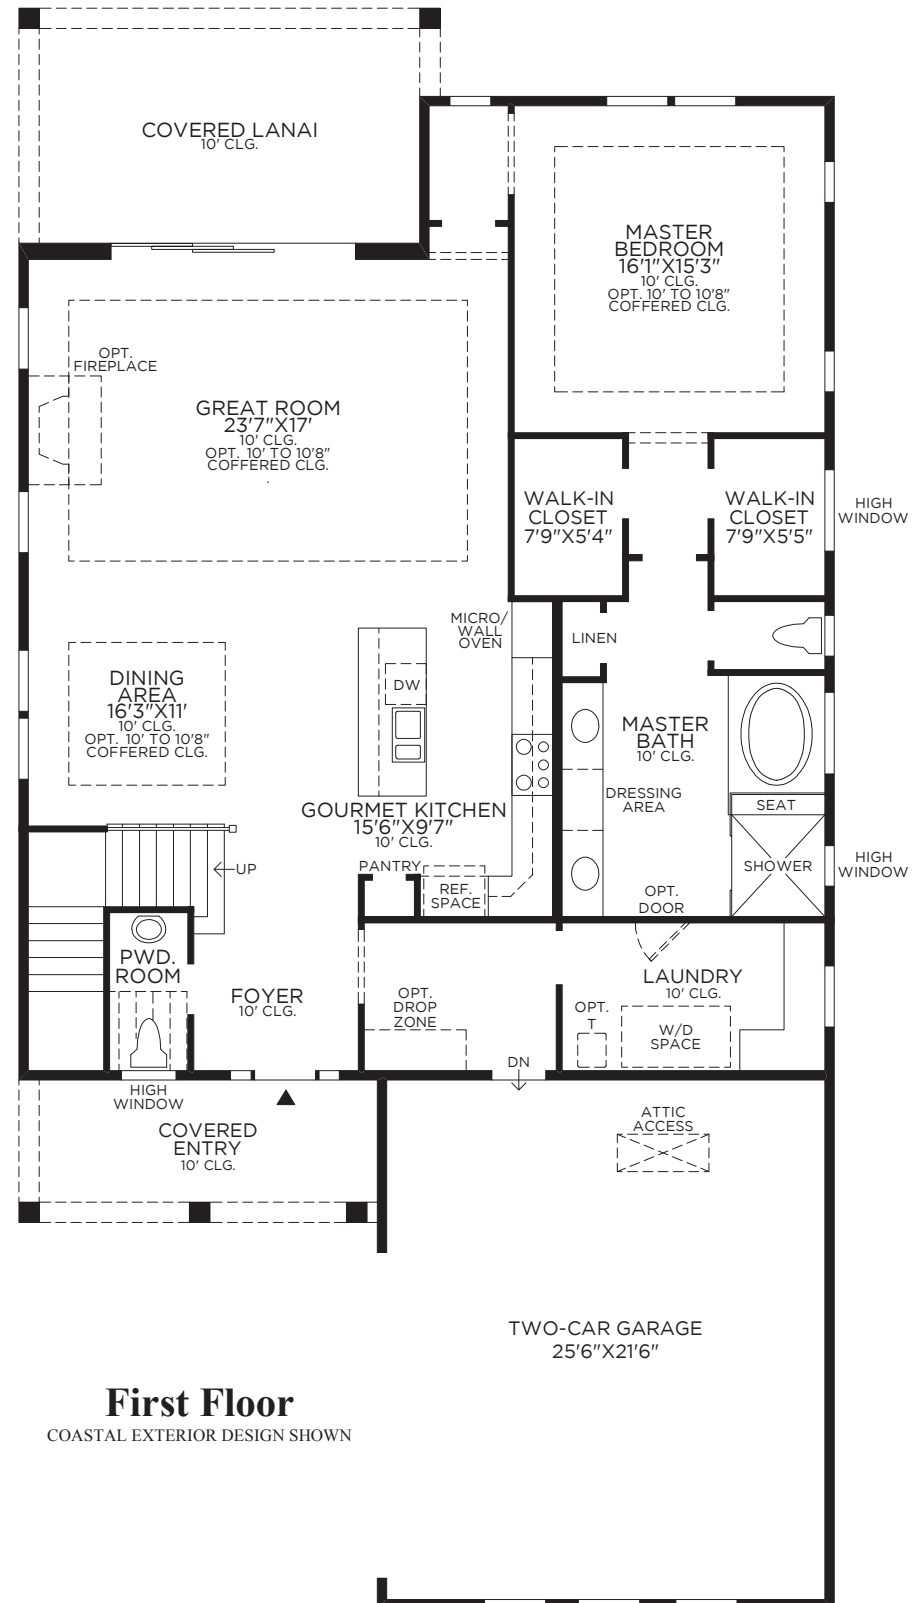 COVERED LANAI
10' CLG.
MASTER
BEDROOM
16'1"X15'3"
10' CLG.
OPT. 10' TO 10'8"
COFFERED CLG.
OPT.
FIREPLACE
GREAT ROOM
23'7"X17'
10' CLG.
OPT. 10' TO 10'8"
COFFERED CLG.
WALK-IN
CLOSET
7'9"X5'4"
WALK-IN
CLOSET
7'9"X5'5"
HIGH
WINDOW
MICRO/
WALL
OVEN
LINEN
DINING
AREA
16'3"X11'
10' CLG.
OPT. 10' TO 10'8"
COFFERED CLG.
DW
MASTER
BATH
10' CLG.
DRESSING
AREA
SEAT
GOURMET KITCHEN
15'6"X9'7"
10' CLG.
UP
PANTRY
REF.
SPACE
SHOWER
HIGH
WINDOW
OPT.
DOOR
PWD.
ROOM
FOYER
10' CLG.
OPT.
DROP
ZONE
LAUNDRY
10' CLG.
OPT.
T
W/D
SPACE
DN
HIGH
WINDOW
COVERED
ENTRY
10' CLG.
ATTIC
ACCESS
TWO-CAR GARAGE
25'6"X21'6"
First Floor
COASTAL EXTERIOR DESIGN SHOWN